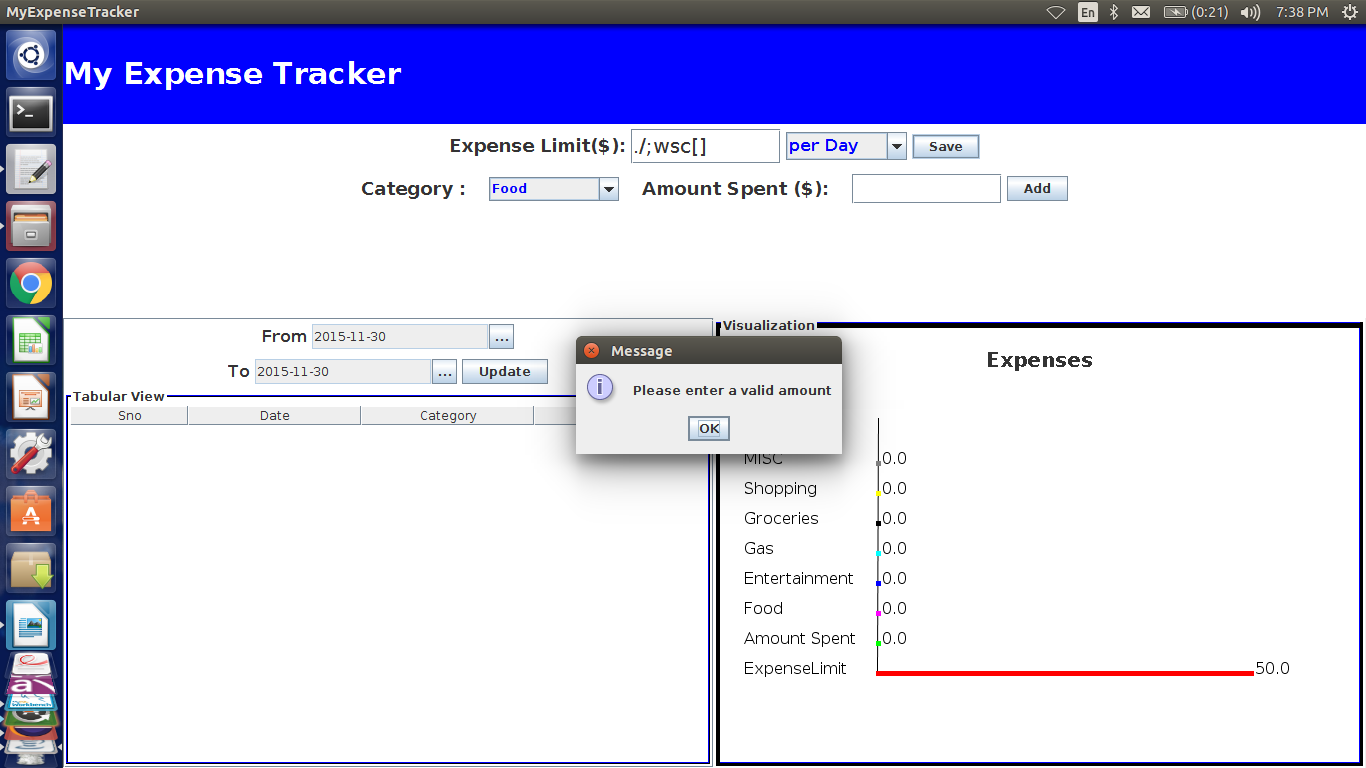 MyExpenseTracker
En
(0:21)
7:38 PM
My Expense Tracker
Expense Limit($): ./;wsc[] per Day Save
Category : Food Amount Spent ($): Add
From 2015-11-30 ...
To 2015-11-30 ... Update
Tabular View
Sno Date Category
Message
Please enter a valid amount
OK
Visualization
Expenses
MISC 0.0
Shopping 0.0
Groceries 0.0
Gas 0.0
Entertainment 0.0
Food 0.0
Amount Spent 0.0
ExpenseLimit 50.0